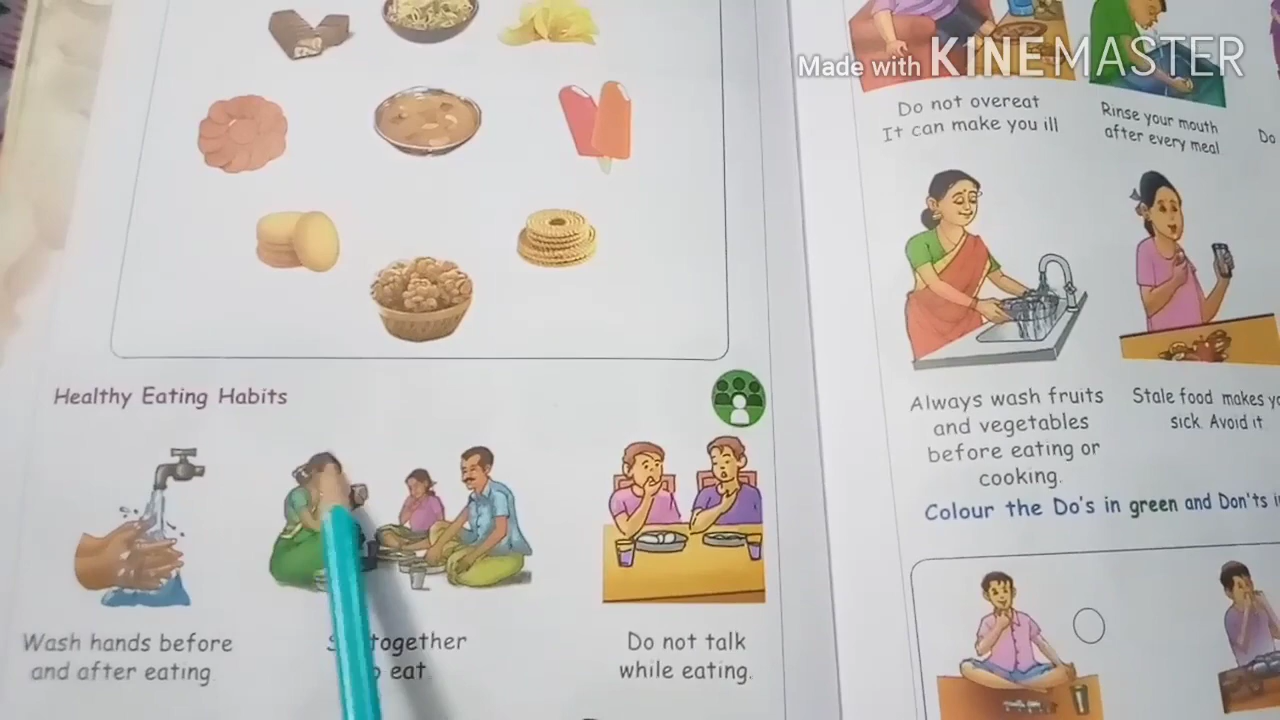 Made with KINEMASTER
Healthy Eating Habits
Wash hands before
and after eating
together
eat
Do not talk
while eating.
Do not overeat
It can make you ill
Rinse your mouth
after every meal
Do
Always wash fruits
and vegetables
before eating or
cooking.
Stale food makes
sick. Avoid it
Colour the Do's in green and Don'ts